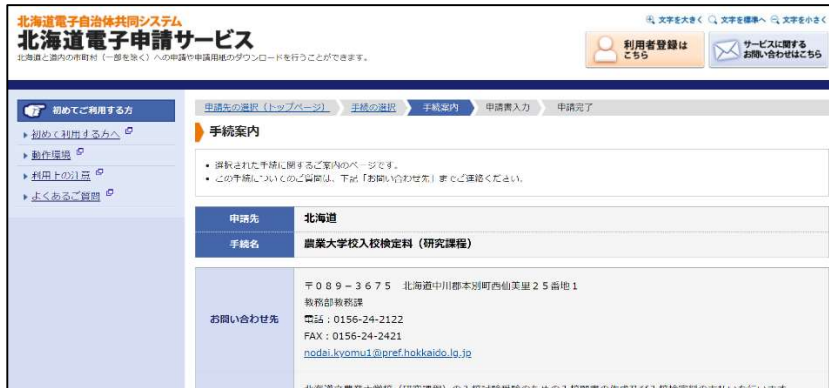 北海道電子自治体共同システム
北海道電子申請サービス
北海道と道内の市町村（一部を除く）への申請や申請用紙のダウンロードを行うことができます。
文字を大きく 文字を標準へ 文字を小さく
利用者登録は
こちら
サービスに関する
お問い合わせはこちら
初めてご利用する方
初めて利用する方へ
動作環境
利用上の注意
よくあるご質問
申請先の選択（トップページ） 手続の選択 手続案内 申請書入力 申請完了
手続案内
選択された手続に関するご案内のページです。
この手続についてのご質問は、下記「お問い合わせ先」までご連絡ください。
申請先 北海道
手続名 農業大学校入校検定料（研究課程）
お問い合わせ先
〒０８９－３６７５ 北海道中川郡本別町西仙美里２５番地１
教務部教務課
電話：0156-24-2122
FAX：0156-24-2421
nodai.kyomu1@pref.hokkaido.lg.jp